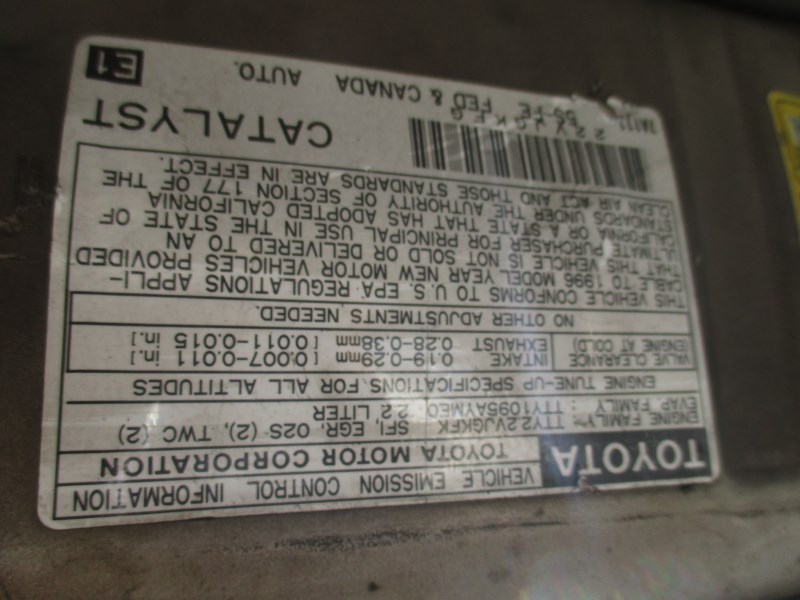 TOYOTA
VEHICLE EMISSION CONTROL INFORMATION
TOYOTA MOTOR CORPORATION
ENGINE FAMILY : TTY2.2VJGKFK SFI, EGR, O2S (2), TWC (2)
EVAP. FAMILY : TTY1095AYMEO 2.2 LITER
ENGINE TUNE-UP SPECIFICATIONS FOR ALL ALTITUDES
VALVE CLEARANCE INTAKE 0.19-0.29mm [ 0.007-0.011 in.]
(ENGINE AT COLD) EXHAUST 0.28-0.38mm [ 0.011-0.015 in.]
NO OTHER ADJUSTMENTS NEEDED.
THIS VEHICLE CONFORMS TO U.S. EPA REGULATIONS APPLI-
CABLE TO 1996 MODEL YEAR NEW MOTOR VEHICLES PROVIDED
THAT THIS VEHICLE IS NOT SOLD OR DELIVERED TO AN
ULTIMATE PURCHASER FOR PRINCIPAL USE IN THE STATE OF
CALIFORNIA OR A STATE THAT HAS ADOPTED CALIFORNIA
STANDARDS UNDER THE AUTHORITY OF SECTION 177 OF THE
CLEAN AIR ACT AND THOSE STANDARDS ARE IN EFFECT.
CATALYST
5S-FE FED & CANADA AUTO.
E1